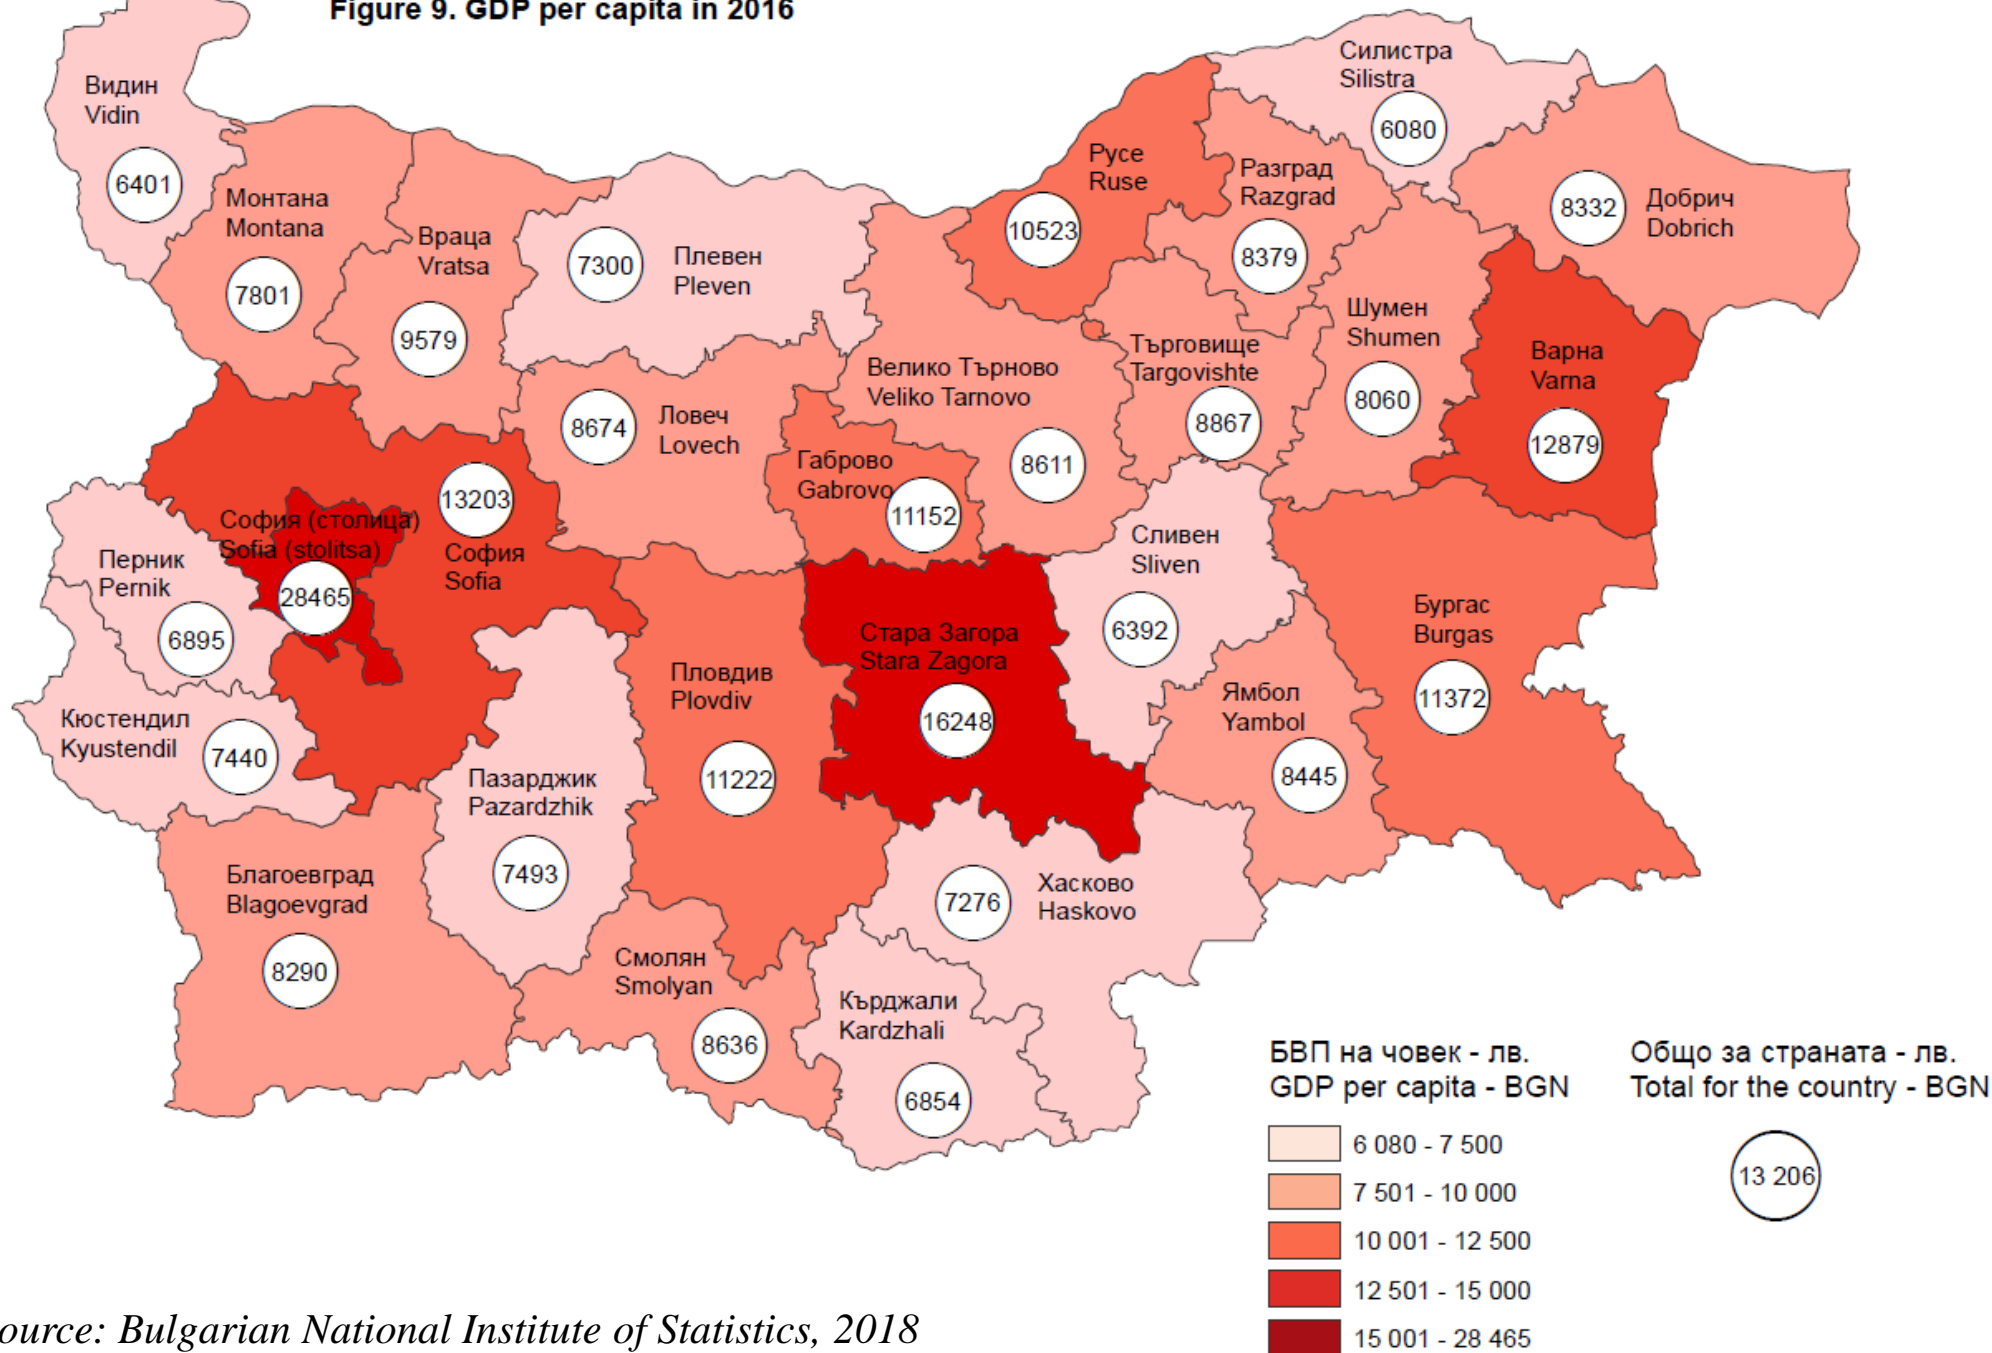 Figure 9. GDP per capita in 2016
Видин
Vidin
6401
Монтана
Montana
7801
Враца
Vratsa
9579
Плевен
Pleven
7300
Ловеч
Lovech
8674
Велико Търново
Veliko Tarnovo
8611
Габрово
Gabrovo
11152
Русе
Ruse
10523
Разград
Razgrad
8379
Силистра
Silistra
6080
Добрич
Dobrich
8332
Шумен
Shumen
8060
Търговище
Targovishte
8867
Варна
Varna
12879
София (столица)
Sofia (stolitsa)
28465
13203
София
Sofia
Перник
Pernik
6895
Кюстендил
Kyustendil
7440
Благоевград
Blagoevgrad
8290
Пазарджик
Pazardzhik
7493
Пловдив
Plovdiv
11222
Смолян
Smolyan
8636
Стара Загора
Stara Zagora
16248
Сливен
Sliven
6392
Ямбол
Yambol
8445
Бургас
Burgas
11372
Хасково
Haskovo
7276
Кърджали
Kardzhali
6854
БВП на човек - лв.
GDP per capita - BGN
6 080 - 7 500
7 501 - 10 000
10 001 - 12 500
12 501 - 15 000
15 001 - 28 465
Общо за страната - лв.
Total for the country - BGN
13 206
ource: Bulgarian National Institute of Statistics, 2018